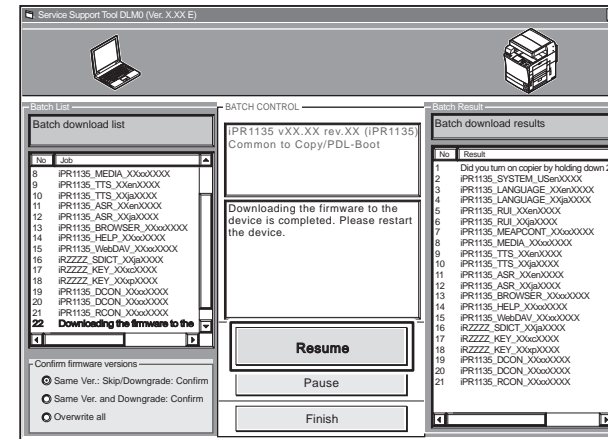 Service Support Tool DLM0 (Ver. X.XX E)
Batch List
Batch download list
No Job
8 iPR1135_MEDIA_XXxxXXXX
9 iPR1135_TTS_XXenXXXX
10 iPR1135_TTS_XXjaXXXX
11 iPR1135_ASR_XXenXXXX
12 iPR1135_ASR_XXjaXXXX
13 iPR1135_BROWSER_XXxxXXXX
14 iPR1135_HELP_XXxxXXXX
15 iPR1135_WebDAV_XXxxXXXX
16 iRZZZZ_SDICT_XXjaXXXX
17 iRZZZZ_KEY_XXxcXXXX
18 iRZZZZ_KEY_XXxpXXXX
19 iPR1135_DCON_XXxxXXXX
20 iPR1135_DCON_XXxxXXXX
21 iPR1135_RCON_XXxxXXXX
22 Downloading the firmware to the
Confirm firmware versions
Same Ver.: Skip/Downgrade: Confirm
Same Ver. and Downgrade: Confirm
Overwrite all
BATCH CONTROL
iPR1135 vXX.XX rev.XX (iPR1135)
Common to Copy/PDL-Boot
Downloading the firmware to the
device is completed. Please restart
the device.
Resume
Pause
Finish
Batch Result
Batch download results
No Result
1 Did you turn on copier by holding down 2
2 iPR1135_SYSTEM_USenXXXX
3 iPR1135_LANGUAGE_XXenXXXX
4 iPR1135_LANGUAGE_XXjaXXXX
5 iPR1135_RUI_XXenXXXX
6 iPR1135_RUI_XXjaXXXX
7 iPR1135_MEAPCONT_XXxxXXXX
8 iPR1135_MEDIA_XXxxXXXX
9 iPR1135_TTS_XXenXXXX
10 iPR1135_TTS_XXjaXXXX
11 iPR1135_ASR_XXenXXXX
12 iPR1135_ASR_XXjaXXXX
13 iPR1135_BROWSER_XXxxXXXX
14 iPR1135_HELP_XXxxXXXX
15 iPR1135_WebDAV_XXxxXXXX
16 iRZZZZ_SDICT_XXjaXXXX
17 iRZZZZ_KEY_XXxcXXXX
18 iRZZZZ_KEY_XXxpXXXX
19 iPR1135_DCON_XXxxXXXX
20 iPR1135_DCON_XXxxXXXX
21 iPR1135_RCON_XXxxXXXX